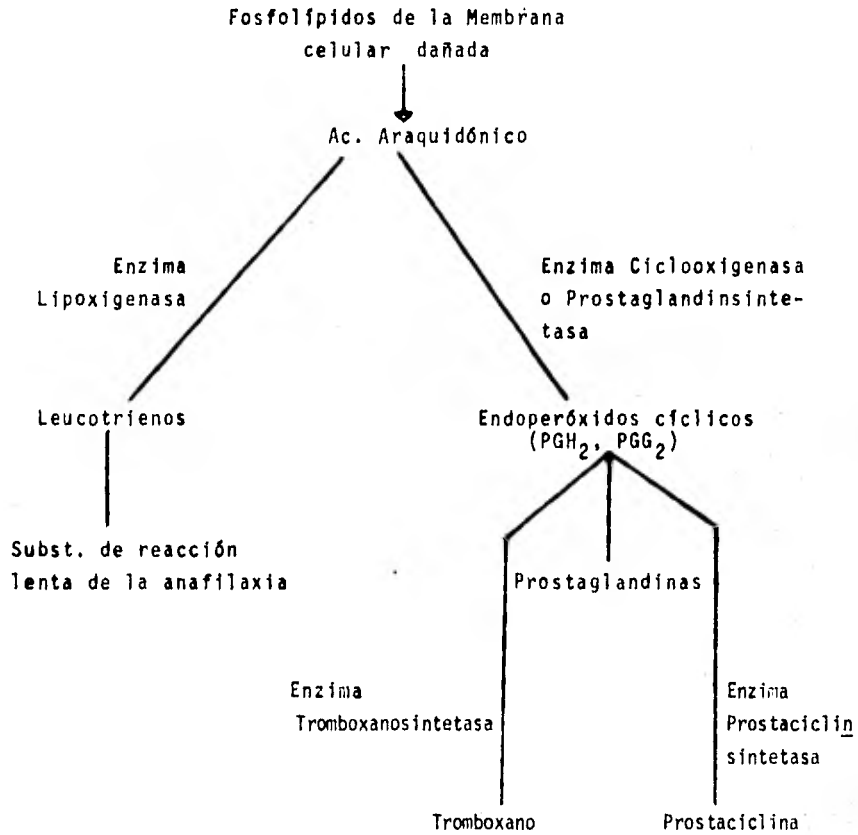 Fosfolípidos de la Membrana
celular dañada
Ac. Araquidónico
Enzima
Lipoxigenasa
Enzima Ciclooxigenasa
o Prostaglandinsinte-
tasa
Leucotrienos
Endoperóxidos cíclicos
(PGH₂, PGG₂)
Subst. de reacción
lenta de la anafilaxia
Prostaglandinas
Enzima
Tromboxanosintetasa
Enzima
Prostaciclin
sintetasa
Tromboxano
Prostaciclina